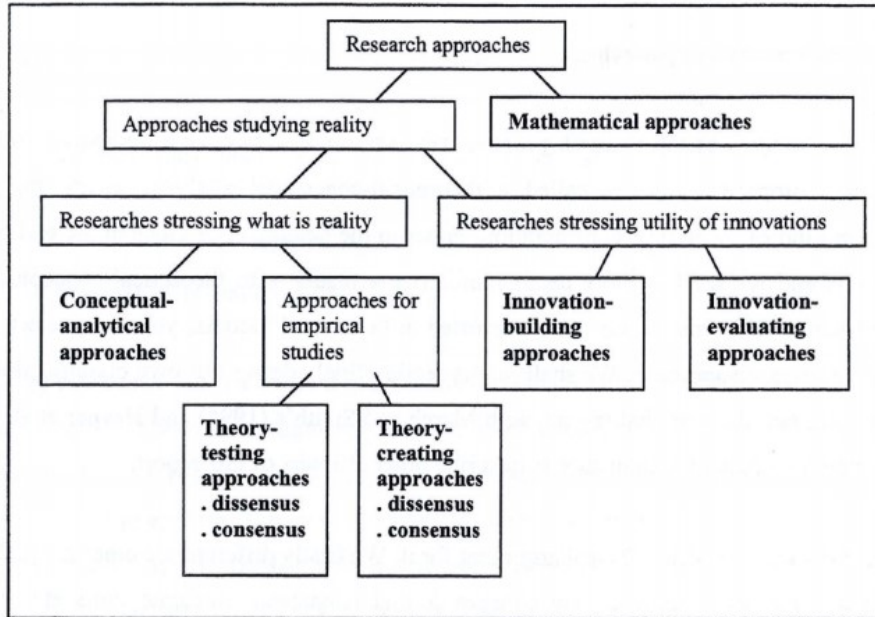 Research approaches
Approaches studying reality
Mathematical approaches
Researches stressing what is reality
Researches stressing utility of innovations
Conceptual-
analytical
approaches
Approaches for
empirical
studies
Innovation-
building
approaches
Innovation-
evaluating
approaches
Theory-
testing
approaches
. dissensus
. consensus
Theory-
creating
approaches
. dissensus
. consensus